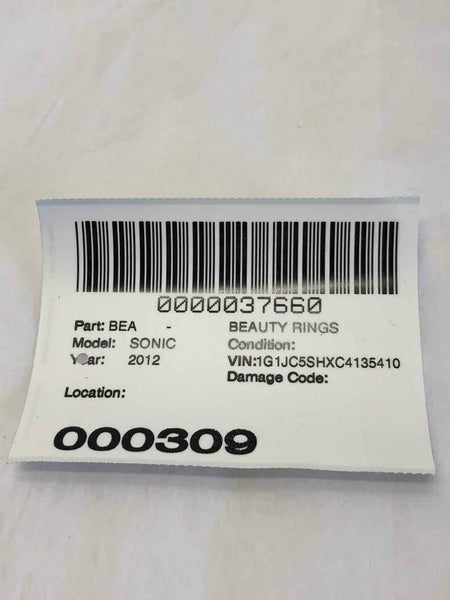 0000037660
Part: BEA - BEAUTY RINGS
Model: SONIC Condition:
Year: 2012 VIN:1G1JC5SHXC4135410
Damage Code:
Location:
000309